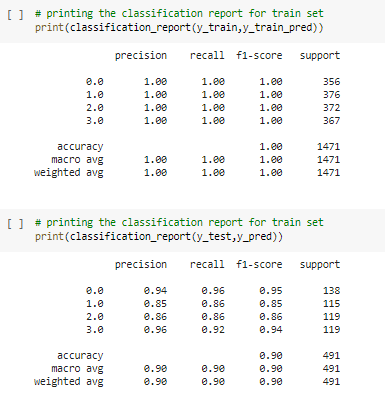 [ ] # printing the classification report for train set
print(classification_report(y_train,y_train_pred))
precision recall f1-score support
0.0 1.00 1.00 1.00 356
1.0 1.00 1.00 1.00 376
2.0 1.00 1.00 1.00 372
3.0 1.00 1.00 1.00 367
accuracy 1.00 1471
macro avg 1.00 1.00 1.00 1471
weighted avg 1.00 1.00 1.00 1471
[ ] # printing the classification report for train set
print(classification_report(y_test,y_pred))
precision recall f1-score support
0.0 0.94 0.96 0.95 138
1.0 0.85 0.86 0.85 115
2.0 0.86 0.86 0.86 119
3.0 0.96 0.92 0.94 119
accuracy 0.90 491
macro avg 0.90 0.90 0.90 491
weighted avg 0.90 0.90 0.90 491